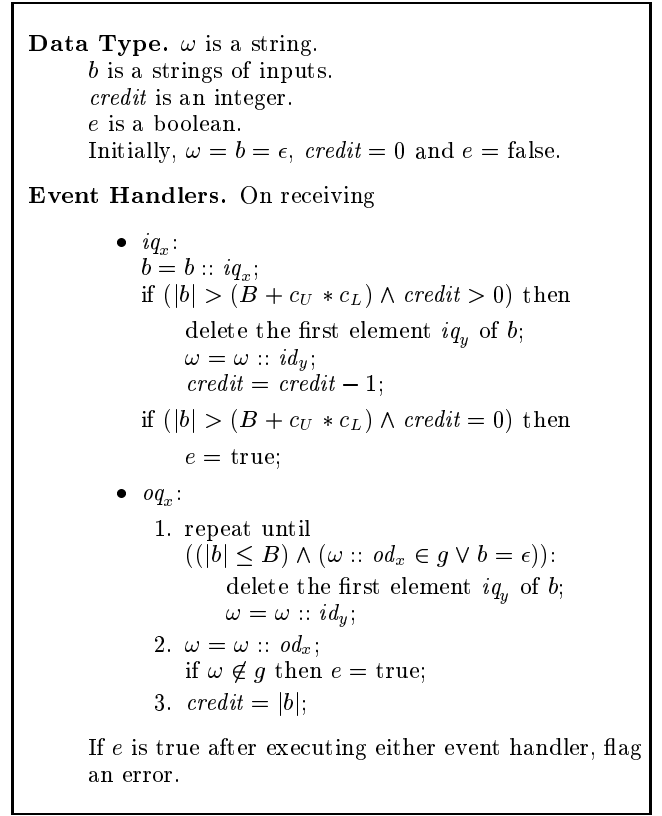 Data Type. ω is a string.
b is a strings of inputs.
credit is an integer.
e is a boolean.
Initially, ω = b = ϵ, credit = 0 and e = false.
Event Handlers. On receiving
• iq_x:
b = b :: iq_x;
if (|b| > (B + c_U * c_L) ∧ credit > 0) then
delete the first element iq_y of b;
ω = ω :: id_y;
credit = credit − 1;
if (|b| > (B + c_U * c_L) ∧ credit = 0) then
e = true;
• oq_x:
1. repeat until
((|b| ≤ B) ∧ (ω :: od_x ∈ g ∨ b = ϵ)):
delete the first element iq_y of b;
ω = ω :: id_y;
2. ω = ω :: od_x;
if ω ∉ g then e = true;
3. credit = |b|;
If e is true after executing either event handler, flag
an error.